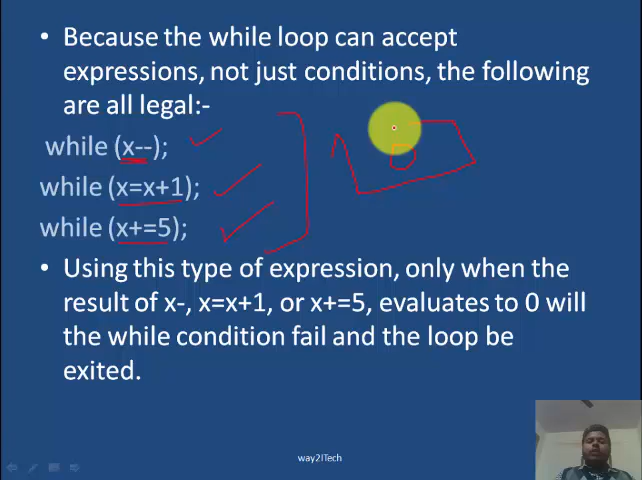 • Because the while loop can accept
expressions, not just conditions, the following
are all legal:-
while (x--);
while (x=x+1);
while (x+=5);
• Using this type of expression, only when the
result of x-, x=x+1, or x+=5, evaluates to 0 will
the while condition fail and the loop be
exited.
way2ITech